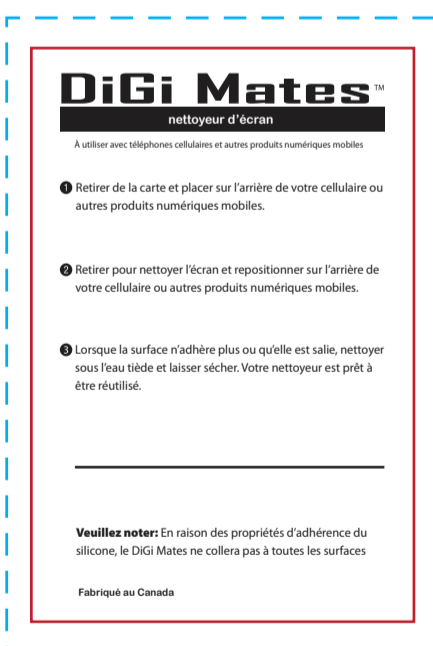 DiGi Mates™
nettoyeur d'écran
À utiliser avec téléphones cellulaires et autres produits numériques mobiles
❶ Retirer de la carte et placer sur l'arrière de votre cellulaire ou
autres produits numériques mobiles.
❷ Retirer pour nettoyer l'écran et repositionner sur l'arrière de
votre cellulaire ou autres produits numériques mobiles.
❸ Lorsque la surface n'adhère plus ou qu'elle est salie, nettoyer
sous l'eau tiède et laisser sécher. Votre nettoyeur est prêt à
être réutilisé.
Veuillez noter: En raison des propriétés d'adhérence du
silicone, le DiGi Mates ne collera pas à toutes les surfaces
Fabriqué au Canada